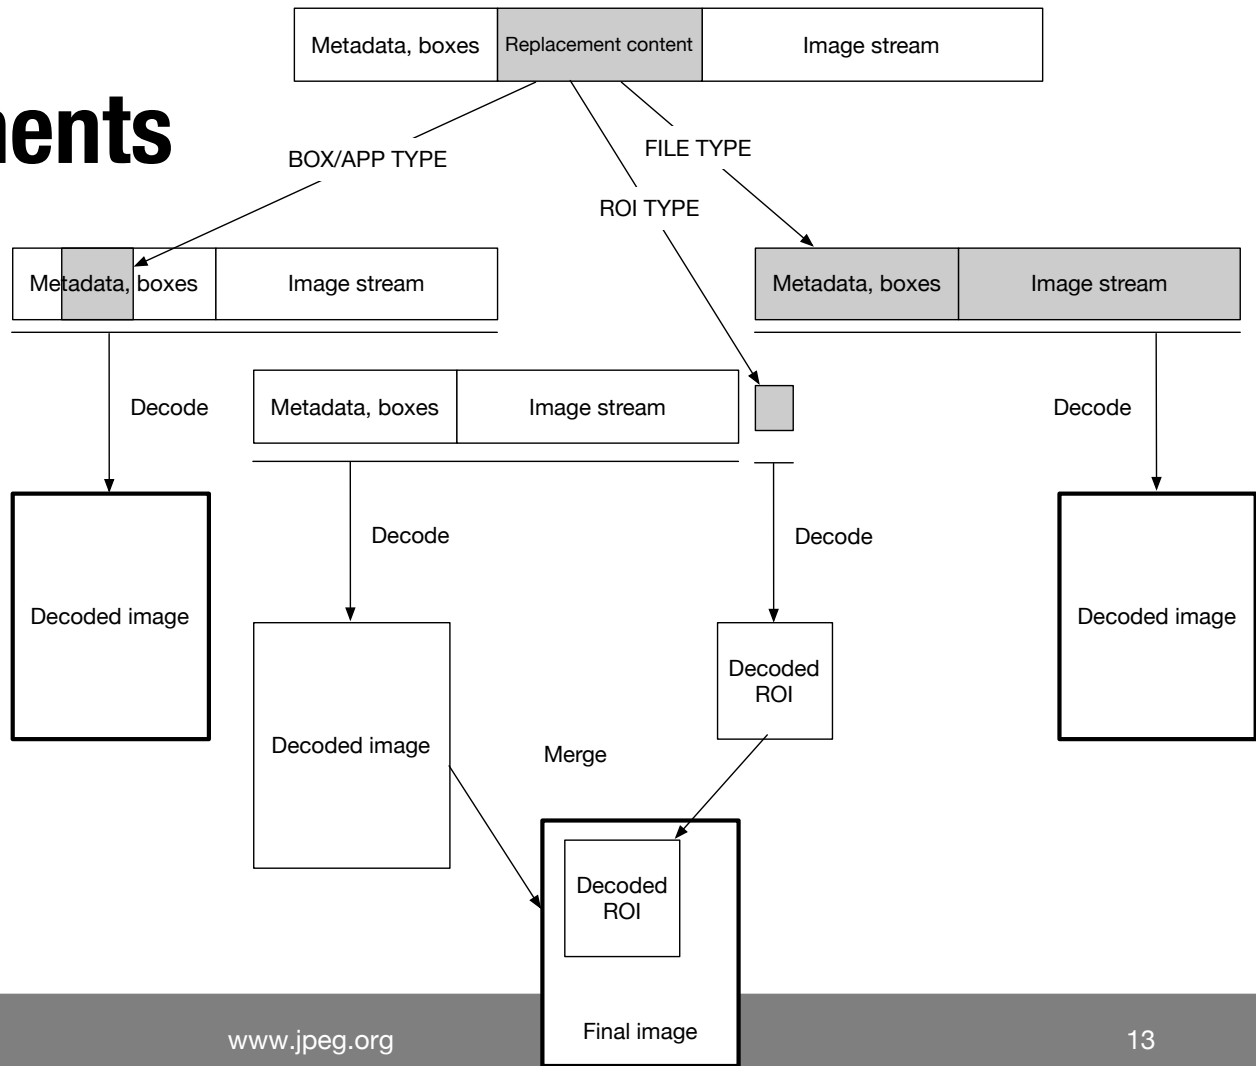 Metadata, boxes
Replacement content
Image stream
BOX/APP TYPE
FILE TYPE
ROI TYPE
Metadata, boxes
Image stream
Metadata, boxes
Image stream
Decode
Metadata, boxes
Image stream
Decode
Decode
Decode
Decoded image
Decoded image
Decoded
ROI
Decoded image
Merge
Decoded
ROI
Final image
www.jpeg.org
13